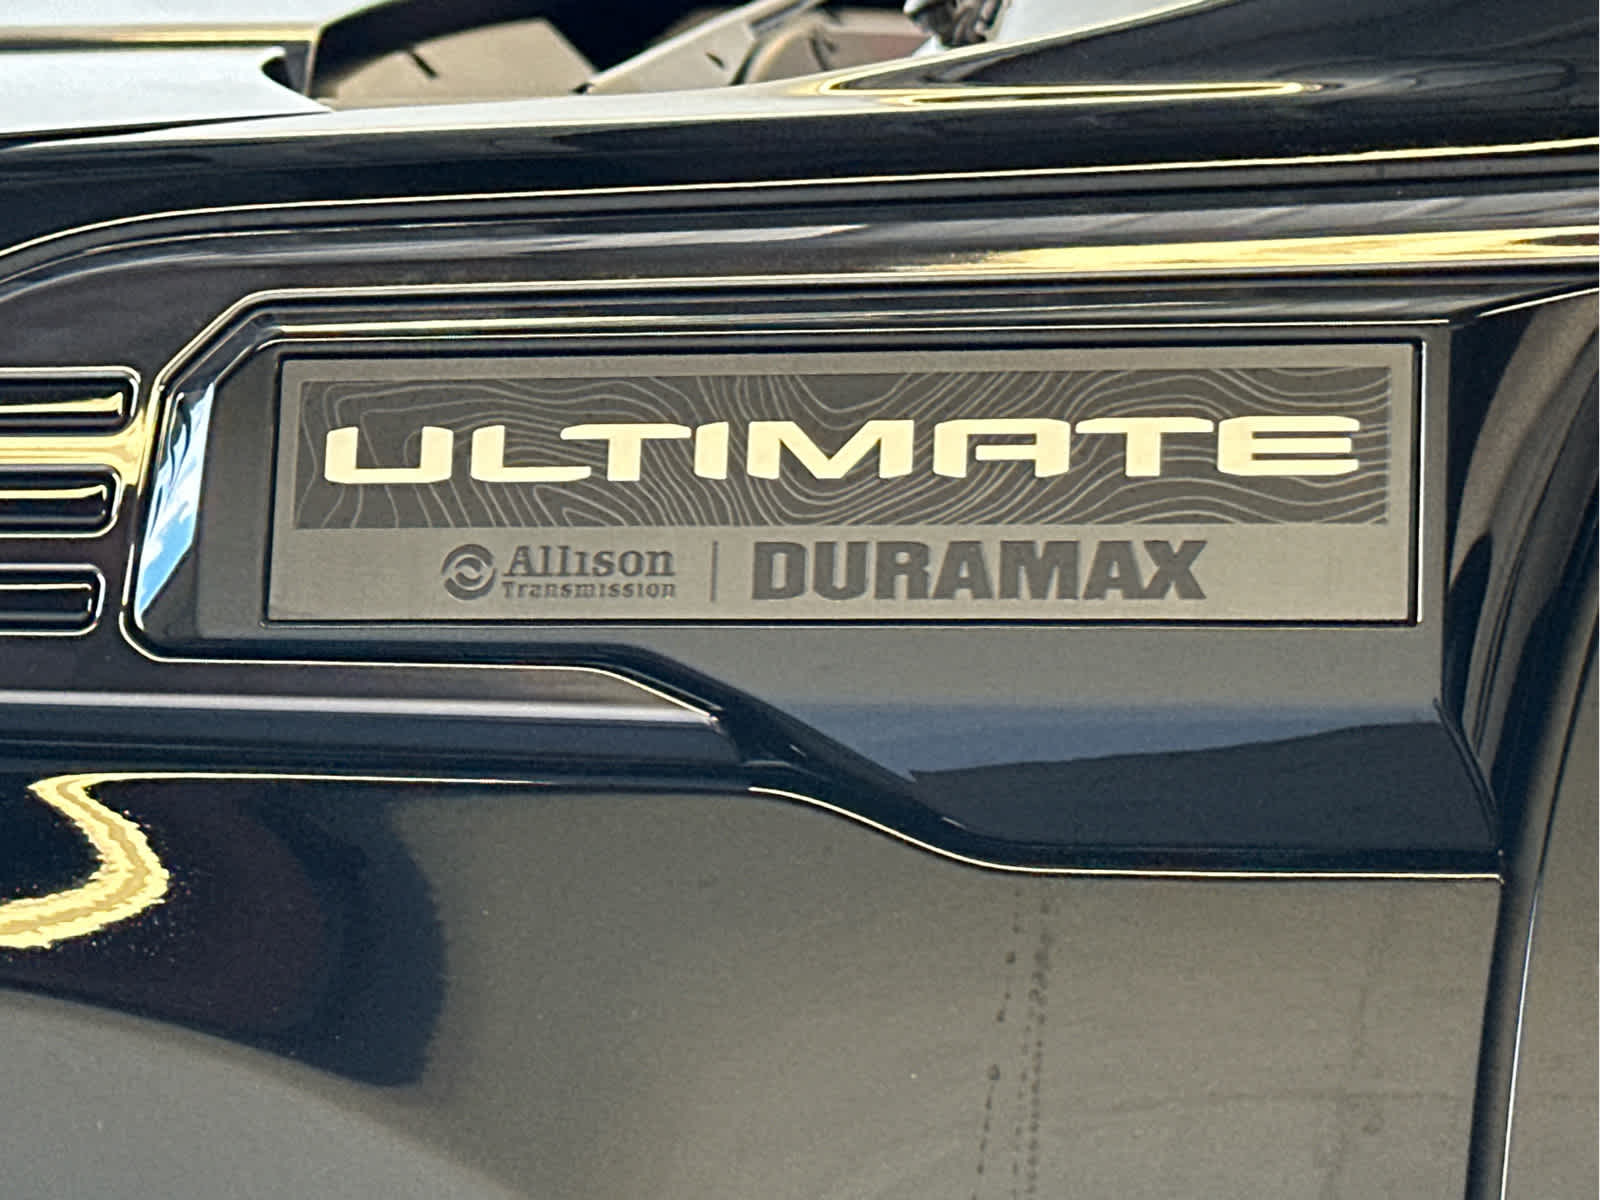 ULTIMATE
Allison DURAMAX
Transmission